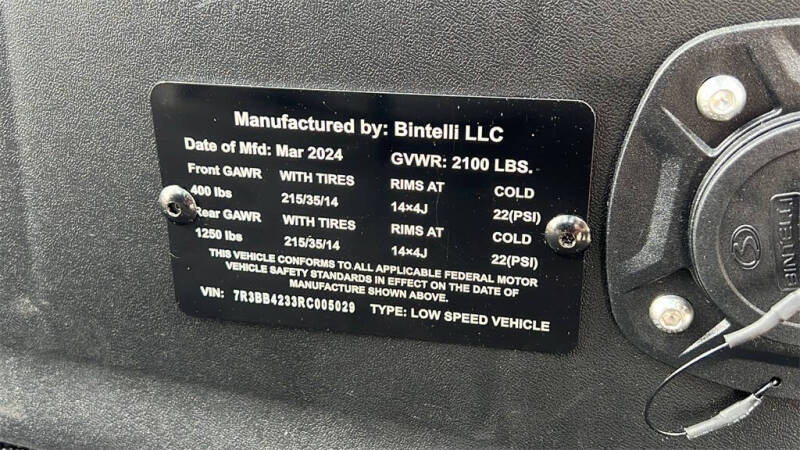 Manufactured by: Bintelli LLC
Date of Mfd: Mar 2024 GVWR: 2100 LBS.
Front GAWR WITH TIRES RIMS AT COLD
400 lbs 215/35/14 14×4J 22(PSI)
Rear GAWR WITH TIRES RIMS AT COLD
1250 lbs 215/35/14 14×4J 22(PSI)
THIS VEHICLE CONFORMS TO ALL APPLICABLE FEDERAL MOTOR
VEHICLE SAFETY STANDARDS IN EFFECT ON THE DATE OF
MANUFACTURE SHOWN ABOVE.
VIN: 7R3BB4233RC005029 TYPE: LOW SPEED VEHICLE
BINTELLI